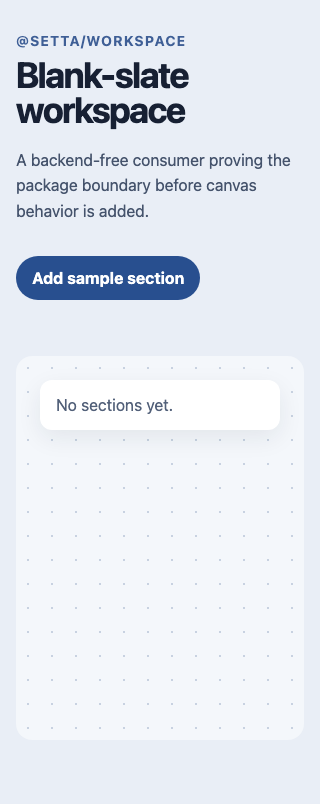 @SETTA/WORKSPACE
Blank-slate
workspace
A backend-free consumer proving the
package boundary before canvas
behavior is added.
Add sample section
No sections yet.